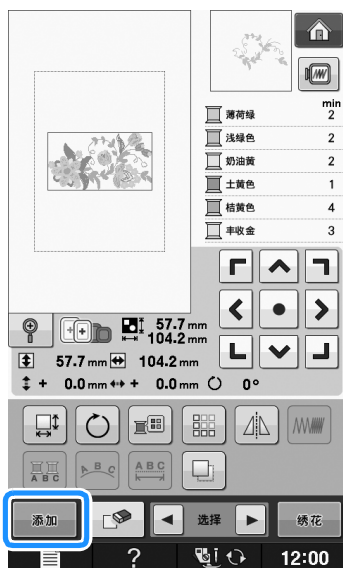 min
薄荷绿 2
浅绿色 2
奶油黄 2
土黄色 1
桔黄色 4
丰收金 3
57.7 mm
104.2 mm
57.7 mm 104.2 mm
+ 0.0 mm + 0.0 mm 0°
A B C
A B C
A B C
添加 选择 绣花
? 12:00